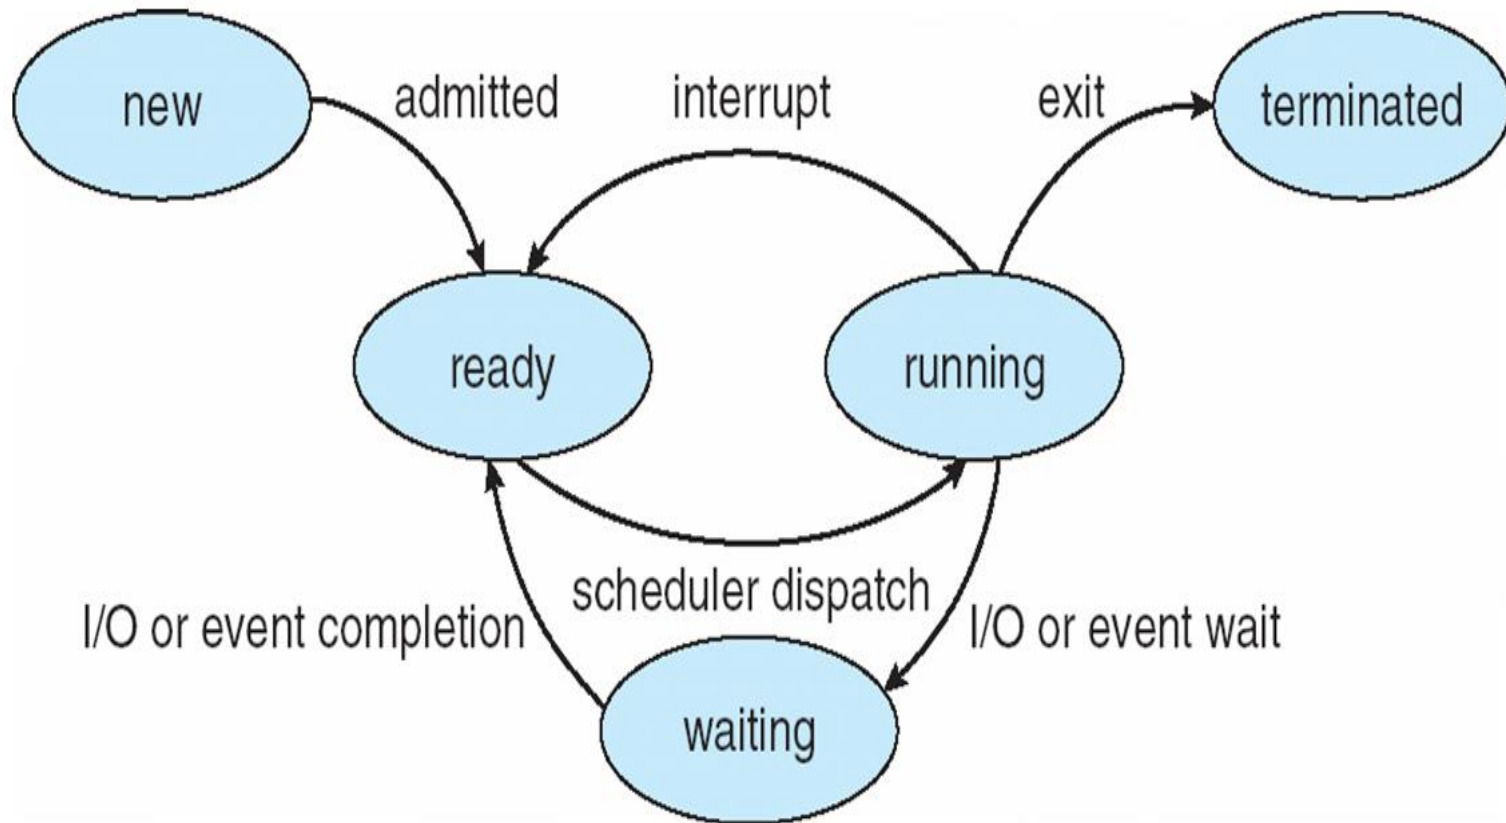 new
admitted
interrupt
exit
terminated
ready
running
scheduler dispatch
I/O or event completion
I/O or event wait
waiting